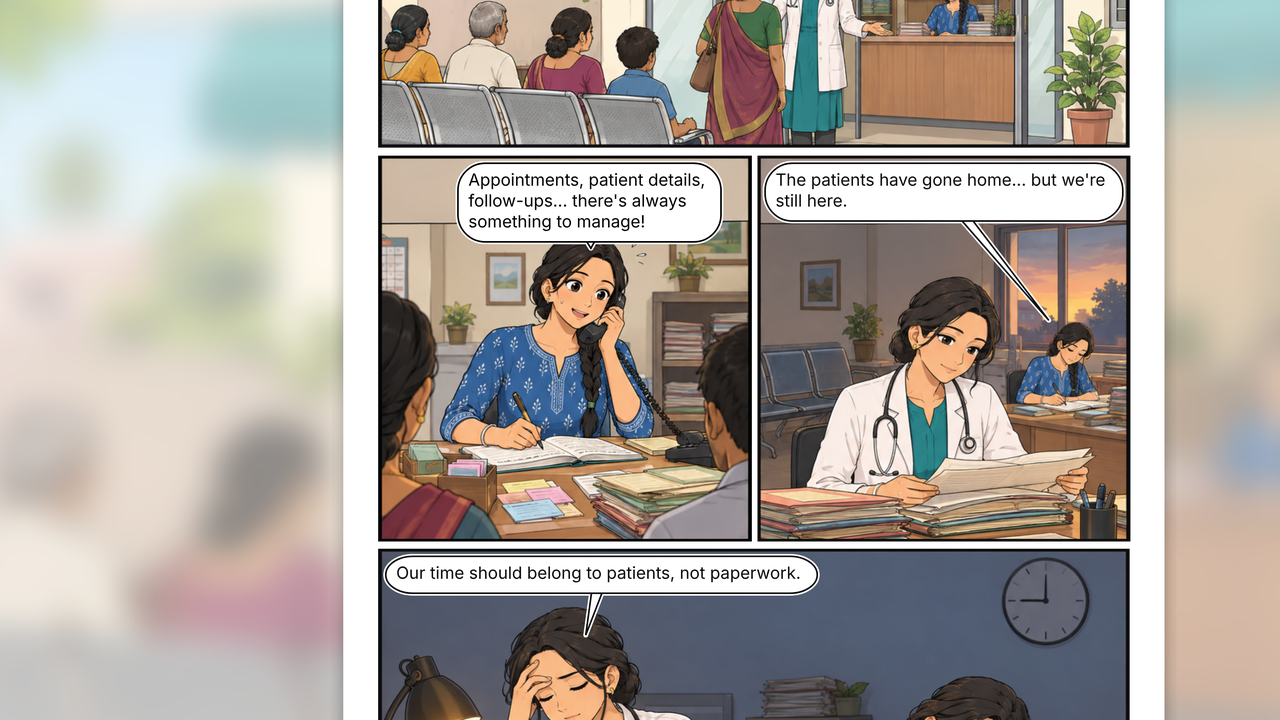 Appointments, patient details,
follow-ups... there's always
something to manage!
The patients have gone home... but we're
still here.
Our time should belong to patients, not paperwork.